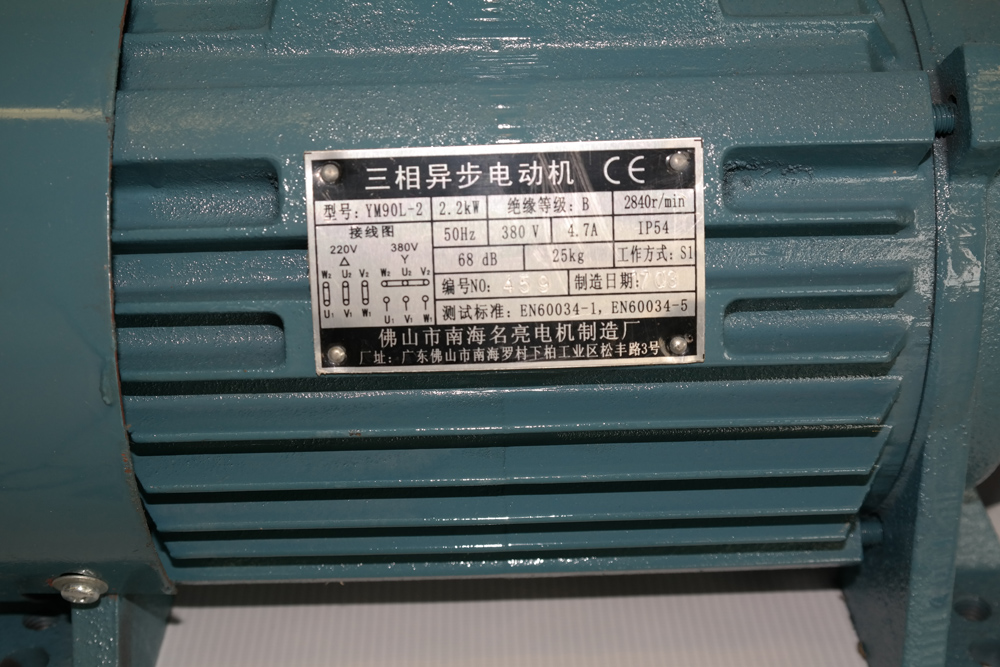 三相异步电动机 CE
型号: YM90L-2 2.2kW 绝缘等级: B 2840r/min
接线图 50Hz 380 V 4.7A IP54
220V 380V
△ Y
68 dB 25kg 工作方式: S1
W₂ U₂ V₂ W₂ U₂ V₂
编号NO: 制造日期:
U₁ V₁ W₁ U₁ V₁ W₁
测试标准: EN60034-1, EN60034-5
佛山市南海名亮电机制造厂
厂址: 广东佛山市南海罗村下柏工业区松丰路3号